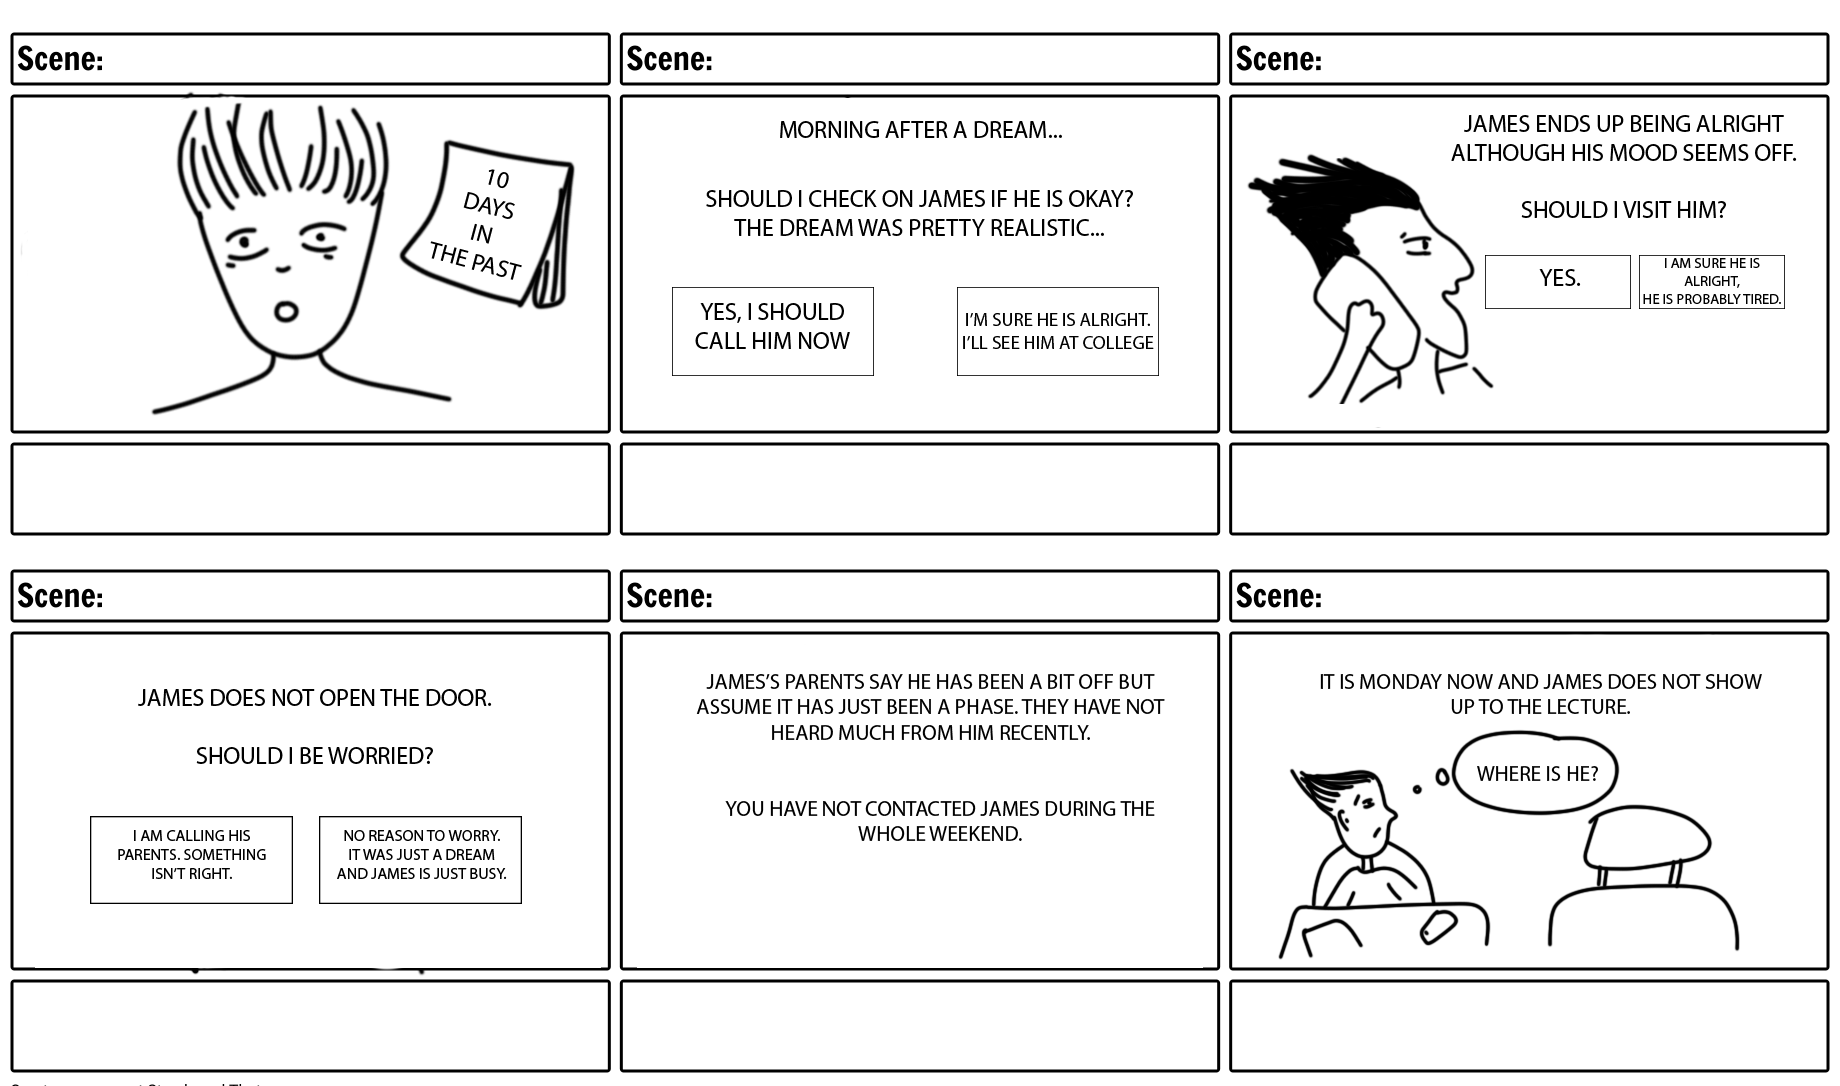 Scene:
10
DAYS
IN
THE PAST
Scene:
MORNING AFTER A DREAM...
SHOULD I CHECK ON JAMES IF HE IS OKAY?
THE DREAM WAS PRETTY REALISTIC...
YES, I SHOULD
CALL HIM NOW
I'M SURE HE IS ALRIGHT.
I'LL SEE HIM AT COLLEGE
Scene:
JAMES ENDS UP BEING ALRIGHT
ALTHOUGH HIS MOOD SEEMS OFF.
SHOULD I VISIT HIM?
YES.
I AM SURE HE IS
ALRIGHT,
HE IS PROBABLY TIRED.
Scene:
JAMES DOES NOT OPEN THE DOOR.
SHOULD I BE WORRIED?
I AM CALLING HIS
PARENTS. SOMETHING
ISN'T RIGHT.
NO REASON TO WORRY.
IT WAS JUST A DREAM
AND JAMES IS JUST BUSY.
Scene:
JAMES'S PARENTS SAY HE HAS BEEN A BIT OFF BUT
ASSUME IT HAS JUST BEEN A PHASE. THEY HAVE NOT
HEARD MUCH FROM HIM RECENTLY.
YOU HAVE NOT CONTACTED JAMES DURING THE
WHOLE WEEKEND.
Scene:
IT IS MONDAY NOW AND JAMES DOES NOT SHOW
UP TO THE LECTURE.
WHERE IS HE?